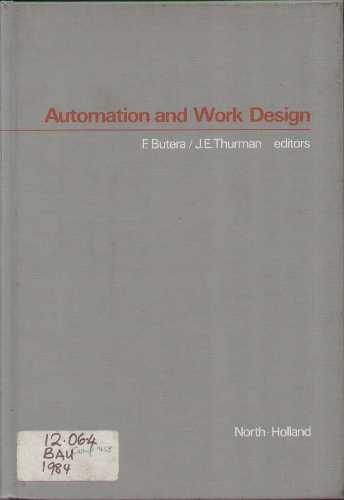 Automation and Work Design
F. Butera / J.E. Thurman editors
North-Holland
12.064
BAU
1984